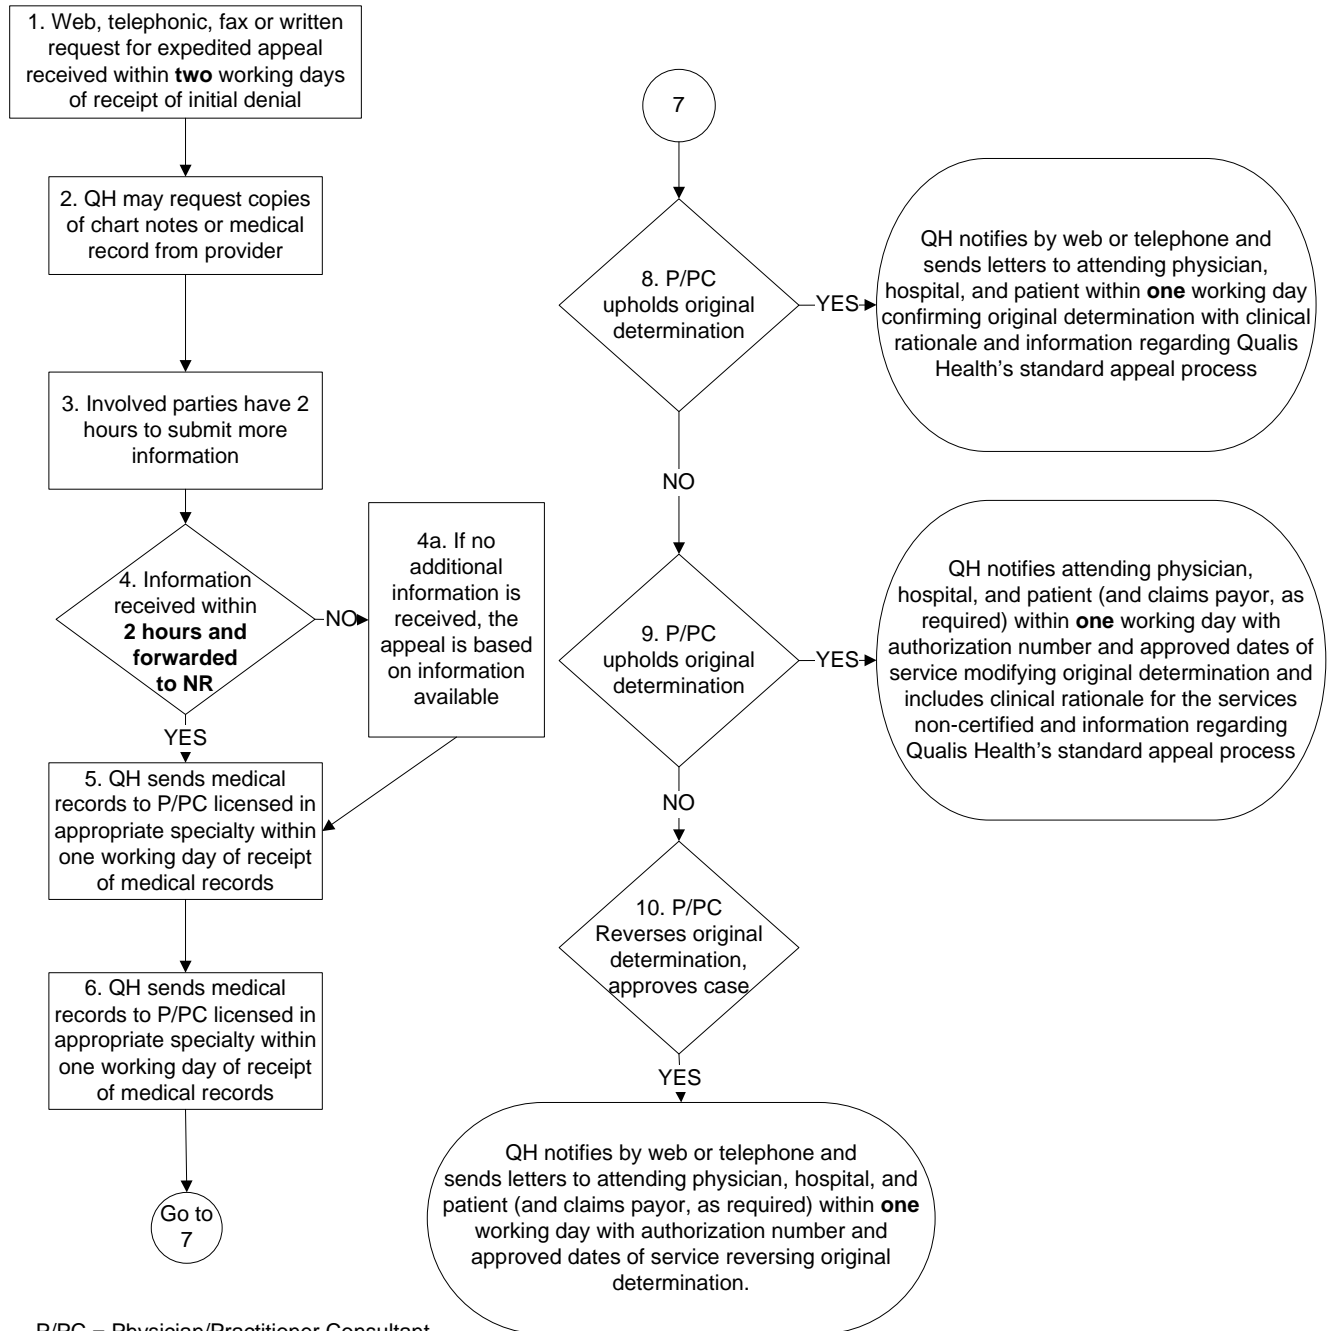 1. Web, telephonic, fax or written
request for expedited appeal
received within two working days
of receipt of initial denial
2. QH may request copies
of chart notes or medical
record from provider
3. Involved parties have 2
hours to submit more
information
4. Information
received within
2 hours and
forwarded
to NR
NO
4a. If no
additional
information is
received, the
appeal is based
on information
available
YES
5. QH sends medical
records to P/PC licensed in
appropriate specialty within
one working day of receipt
of medical records
6. QH sends medical
records to P/PC licensed in
appropriate specialty within
one working day of receipt
of medical records
Go to
7
7
8. P/PC
upholds original
determination
YES
QH notifies by web or telephone and
sends letters to attending physician,
hospital, and patient within one working day
confirming original determination with clinical
rationale and information regarding Qualis
Health's standard appeal process
NO
9. P/PC
upholds original
determination
YES
QH notifies attending physician,
hospital, and patient (and claims payor, as
required) within one working day with
authorization number and approved dates of
service modifying original determination and
includes clinical rationale for the services
non-certified and information regarding
Qualis Health's standard appeal process
NO
10. P/PC
Reverses original
determination,
approves case
YES
QH notifies by web or telephone and
sends letters to attending physician, hospital, and
patient (and claims payor, as required) within one
working day with authorization number and
approved dates of service reversing original
determination.
P/PC = Physician/Practitioner Consultant